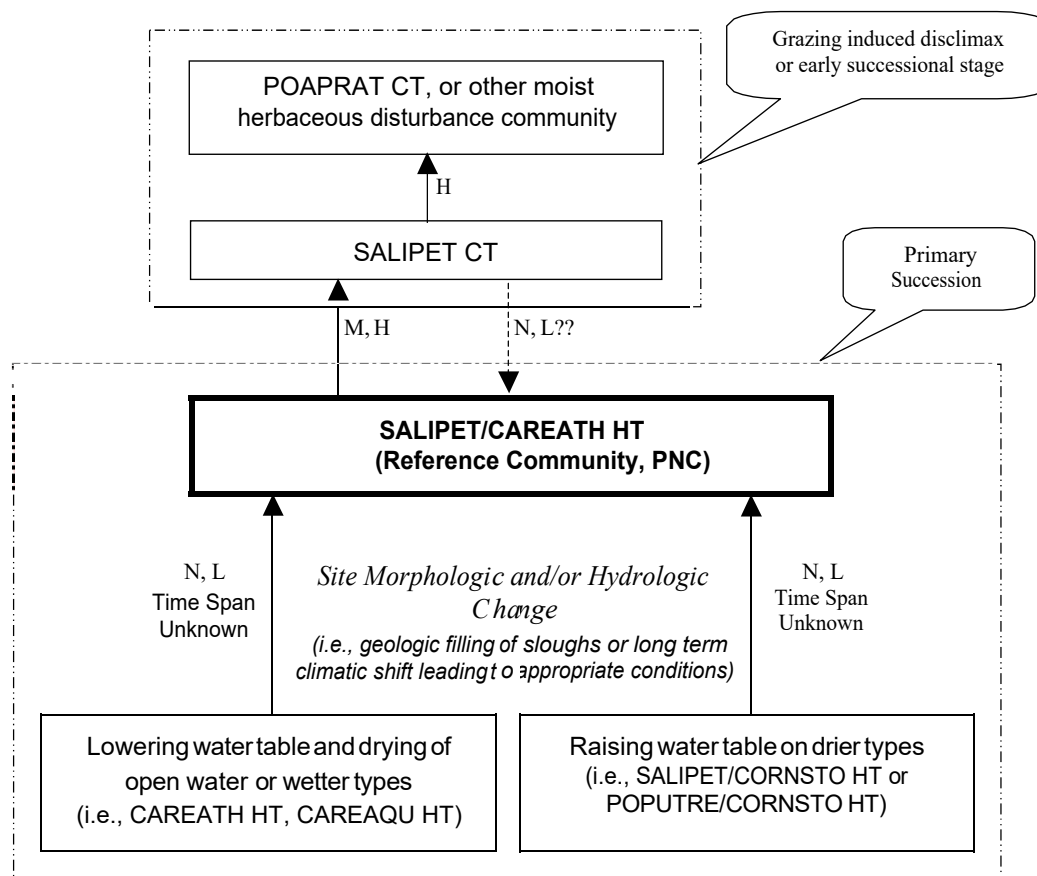 Grazing induced disclimax
or early successional stage
POAPRAT CT, or other moist
herbaceous disturbance community
H
SALIPET CT
Primary
Succession
M, H
N, L??
SALIPET/CAREATH HT
(Reference Community, PNC)
N, L
Time Span
Unknown
Site Morphologic and/or Hydrologic
Change
(i.e., geologic filling of sloughs or long term
climatic shift leading to appropriate conditions)
N, L
Time Span
Unknown
Lowering water table and drying of
open water or wetter types
(i.e., CAREATH HT, CAREAQU HT)
Raising water table on drier types
(i.e., SALIPET/CORNSTO HT or
POPUTRE/CORNSTO HT)